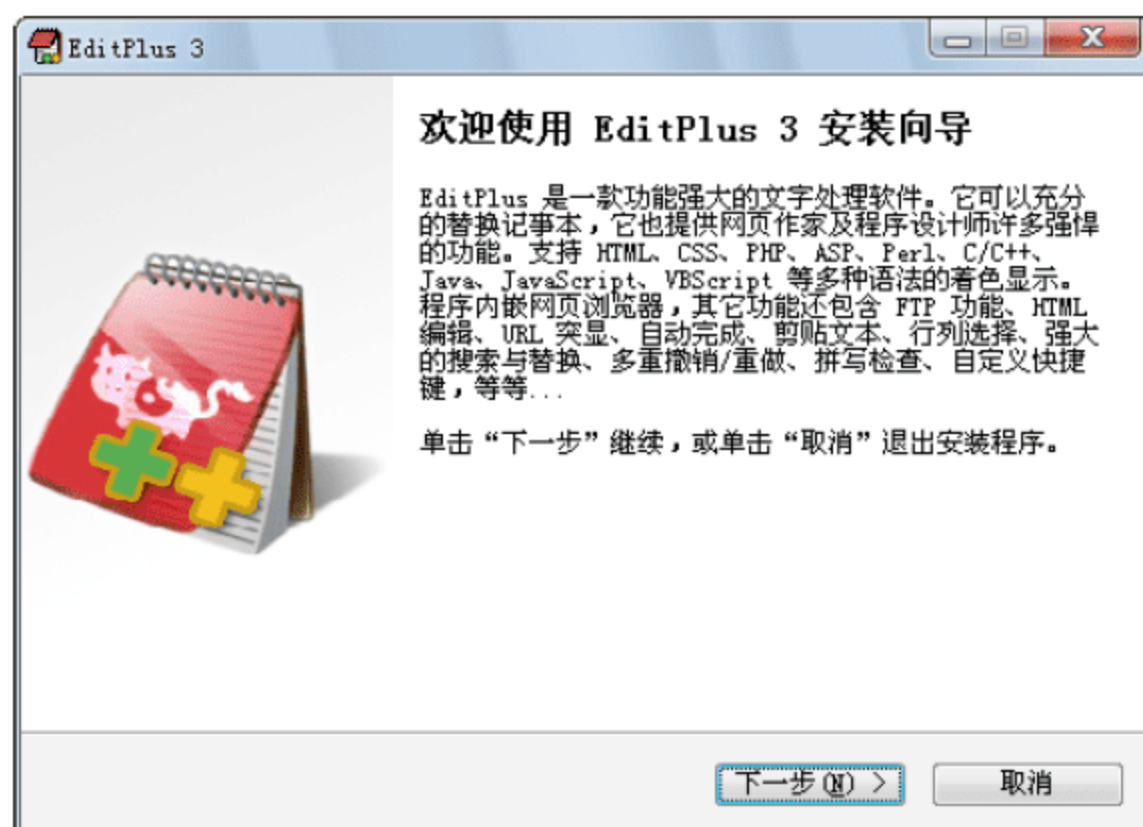 EditPlus 3
欢迎使用 EditPlus 3 安装向导
EditPlus 是一款功能强大的文字处理软件。它可以充分
的替换记事本，它也提供网页作家及程序设计师许多强悍
的功能。支持 HTML、CSS、PHP、ASP、Perl、C/C++、
Java、JavaScript、VBScript 等多种语法的着色显示。
程序内嵌网页浏览器，其它功能还包含 FTP 功能、HTML
编辑、URL 突显、自动完成、剪贴文本、行列选择、强大
的搜索与替换、多重撤销/重做、拼写检查、自定义快捷
键，等等...
单击“下一步”继续，或单击“取消”退出安装程序。
下一步(N) >
取消